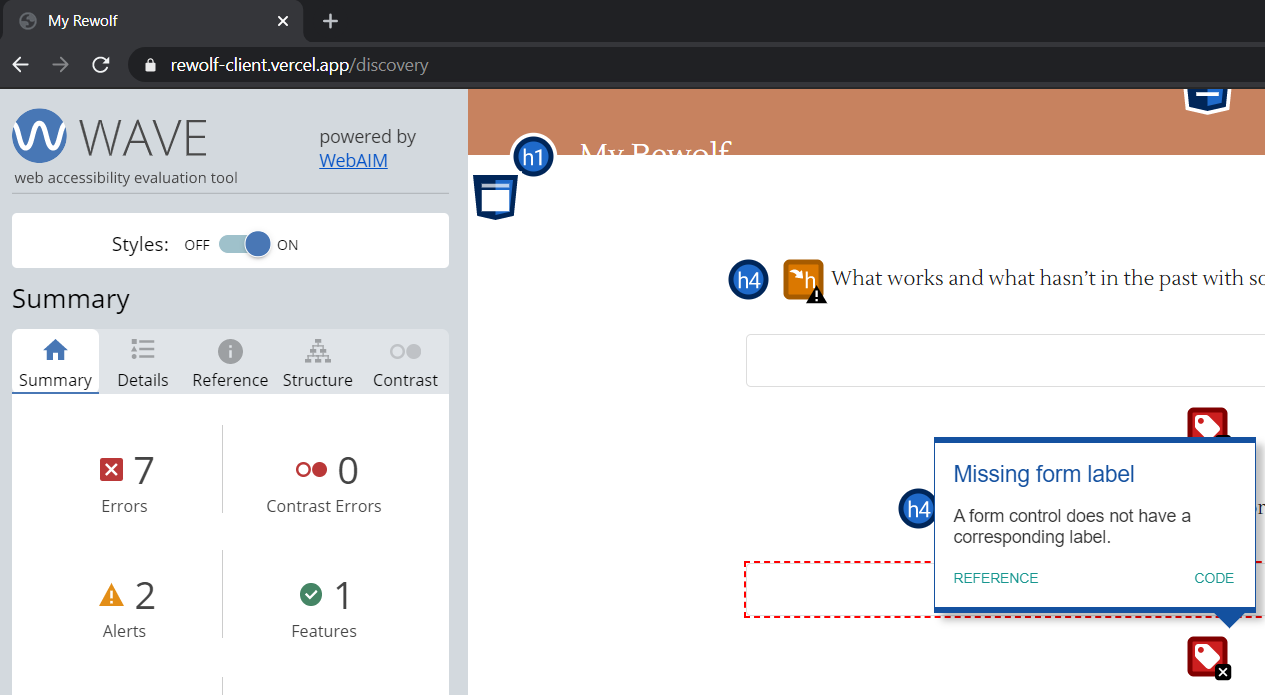 My Rewolf
rewolf-client.vercel.app/discovery
WAVE
web accessibility evaluation tool
powered by
WebAIM
Styles: OFF ON
Summary
Summary Details Reference Structure Contrast
7
Errors
0
Contrast Errors
2
Alerts
1
Features
h1 My Rewolf
h4 h What works and what hasn’t in the past with so
h4
Missing form label
A form control does not have a
corresponding label.
REFERENCE CODE